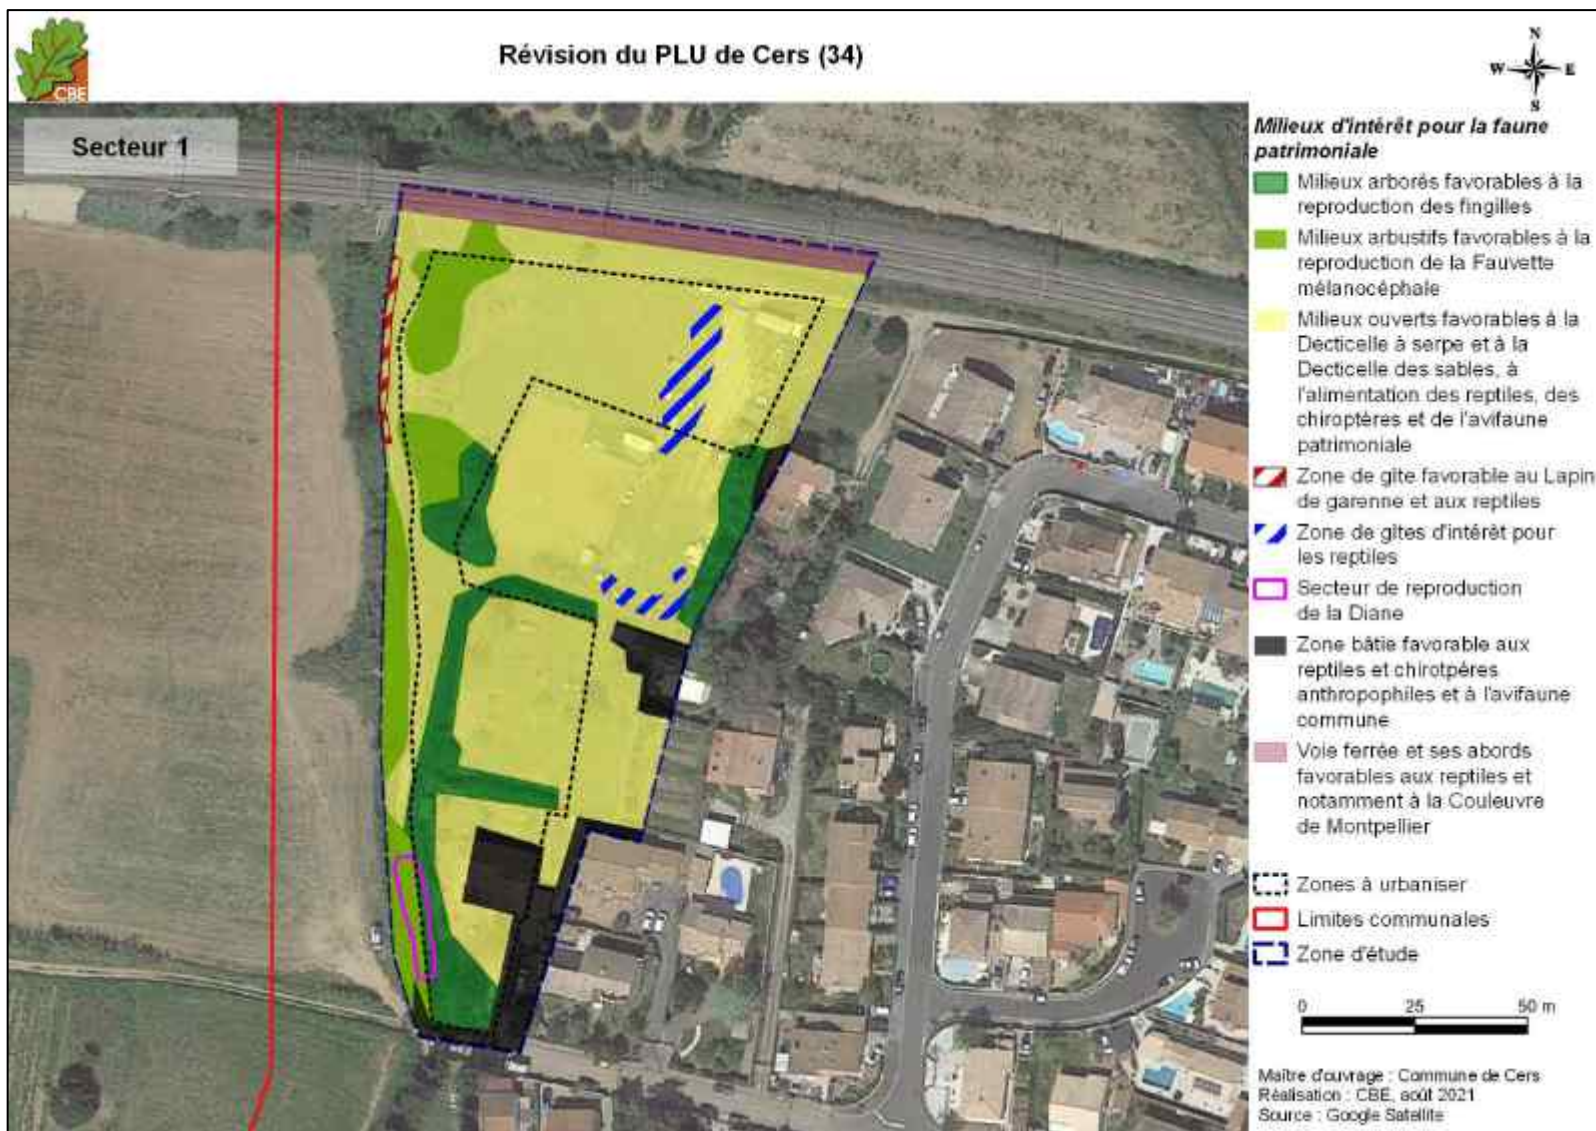 CBE
Révision du PLU de Cers (34)
N
W E
S
Secteur 1
Milieux d'intérêt pour la faune
patrimoniale
Milieux arborés favorables à la
reproduction des fingilles
Milieux arbustifs favorables à la
reproduction de la Fauvette
mélanocéphale
Milieux ouverts favorables à la
Decticelle à serpe et à la
Decticelle des sables, à
l'alimentation des reptiles, des
chiroptères et de l'avifaune
patrimoniale
Zone de gîte favorable au Lapin
de garenne et aux reptiles
Zone de gîtes d'intérêt pour
les reptiles
Secteur de reproduction
de la Diane
Zone bâtie favorable aux
reptiles et chirotpères
anthropophiles et à l'avifaune
commune
Voie ferrée et ses abords
favorables aux reptiles et
notamment à la Couleuvre
de Montpellier
Zones à urbaniser
Limites communales
Zone d'étude
0 25 50 m
Maître d'ouvrage : Commune de Cers
Réalisation : CBE, août 2021
Source : Google Satellite